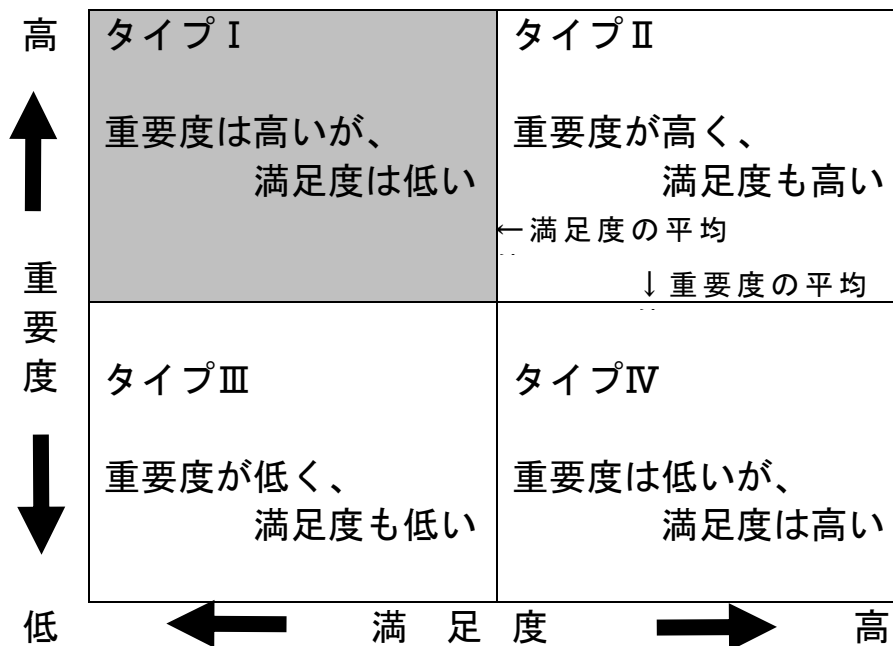 高
タイプⅠ
タイプⅡ
重要度は高いが、
満足度は低い
重要度が高く、
満足度も高い
←満足度の平均
↓重要度の平均
重要度
タイプⅢ
タイプⅣ
重要度が低く、
満足度も低い
重要度は低いが、
満足度は高い
低
満足度
高